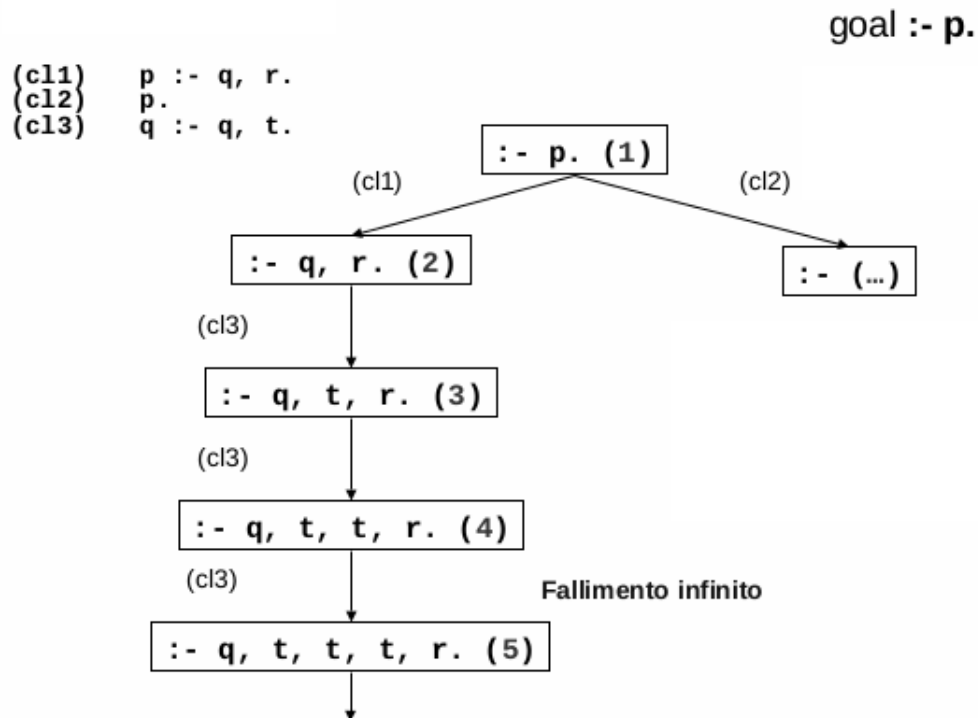 goal :- p.
(cl1) p :- q, r.
(cl2) p.
(cl3) q :- q, t.
:- p. (1)
(cl1)
(cl2)
:- q, r. (2)
:- (…)
(cl3)
:- q, t, r. (3)
(cl3)
:- q, t, t, r. (4)
(cl3)
Fallimento infinito
:- q, t, t, t, r. (5)